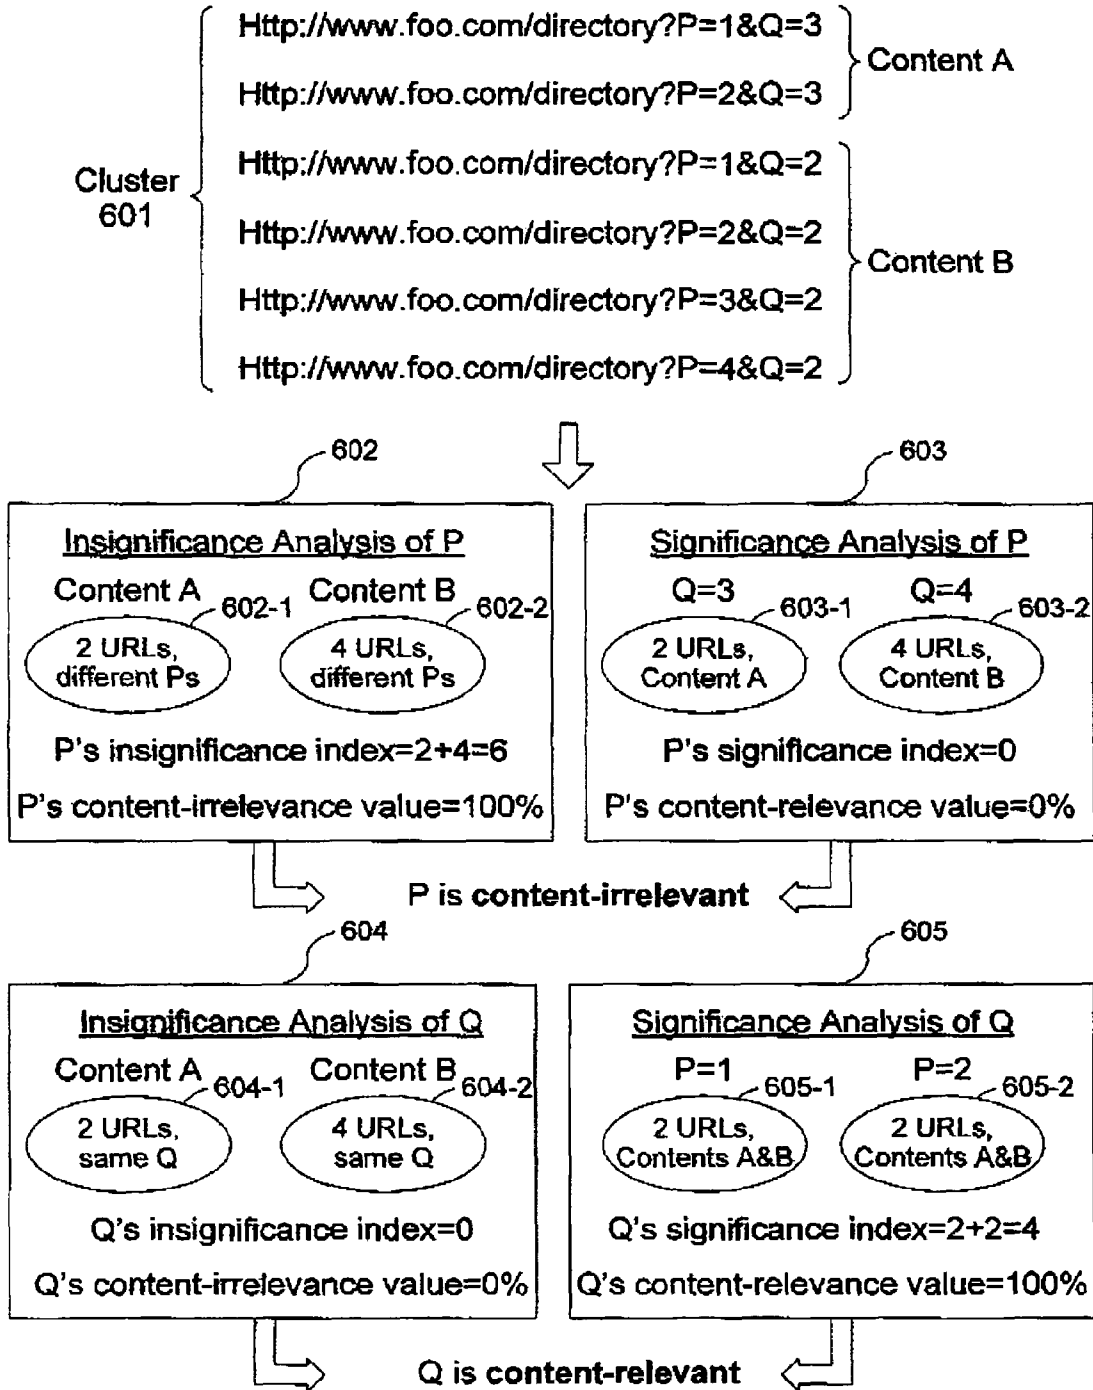 Http://www.foo.com/directory?P=1&Q=3
Http://www.foo.com/directory?P=2&Q=3
Content A
Http://www.foo.com/directory?P=1&Q=2
Http://www.foo.com/directory?P=2&Q=2
Http://www.foo.com/directory?P=3&Q=2
Http://www.foo.com/directory?P=4&Q=2
Content B
Cluster
601
602
Insignificance Analysis of P
Content A
Content B
602-1
602-2
2 URLs,
different Ps
4 URLs,
different Ps
P's insignificance index=2+4=6
P's content-irrelevance value=100%
603
Significance Analysis of P
Q=3
Q=4
603-1
603-2
2 URLs,
Content A
4 URLs,
Content B
P's significance index=0
P's content-relevance value=0%
P is content-irrelevant
604
Insignificance Analysis of Q
Content A
Content B
604-1
604-2
2 URLs,
same Q
4 URLs,
same Q
Q's insignificance index=0
Q's content-irrelevance value=0%
605
Significance Analysis of Q
P=1
P=2
605-1
605-2
2 URLs,
Contents A&B
2 URLs,
Contents A&B
Q's significance index=2+2=4
Q's content-relevance value=100%
Q is content-relevant